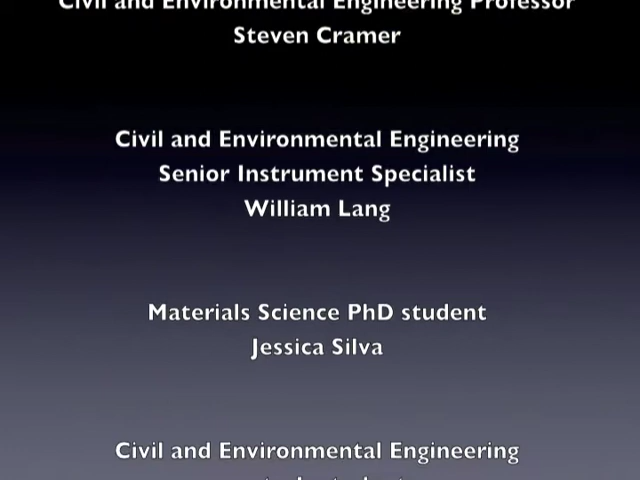 Civil and Environmental Engineering Professor
Steven Cramer
Civil and Environmental Engineering
Senior Instrument Specialist
William Lang
Materials Science PhD student
Jessica Silva
Civil and Environmental Engineering